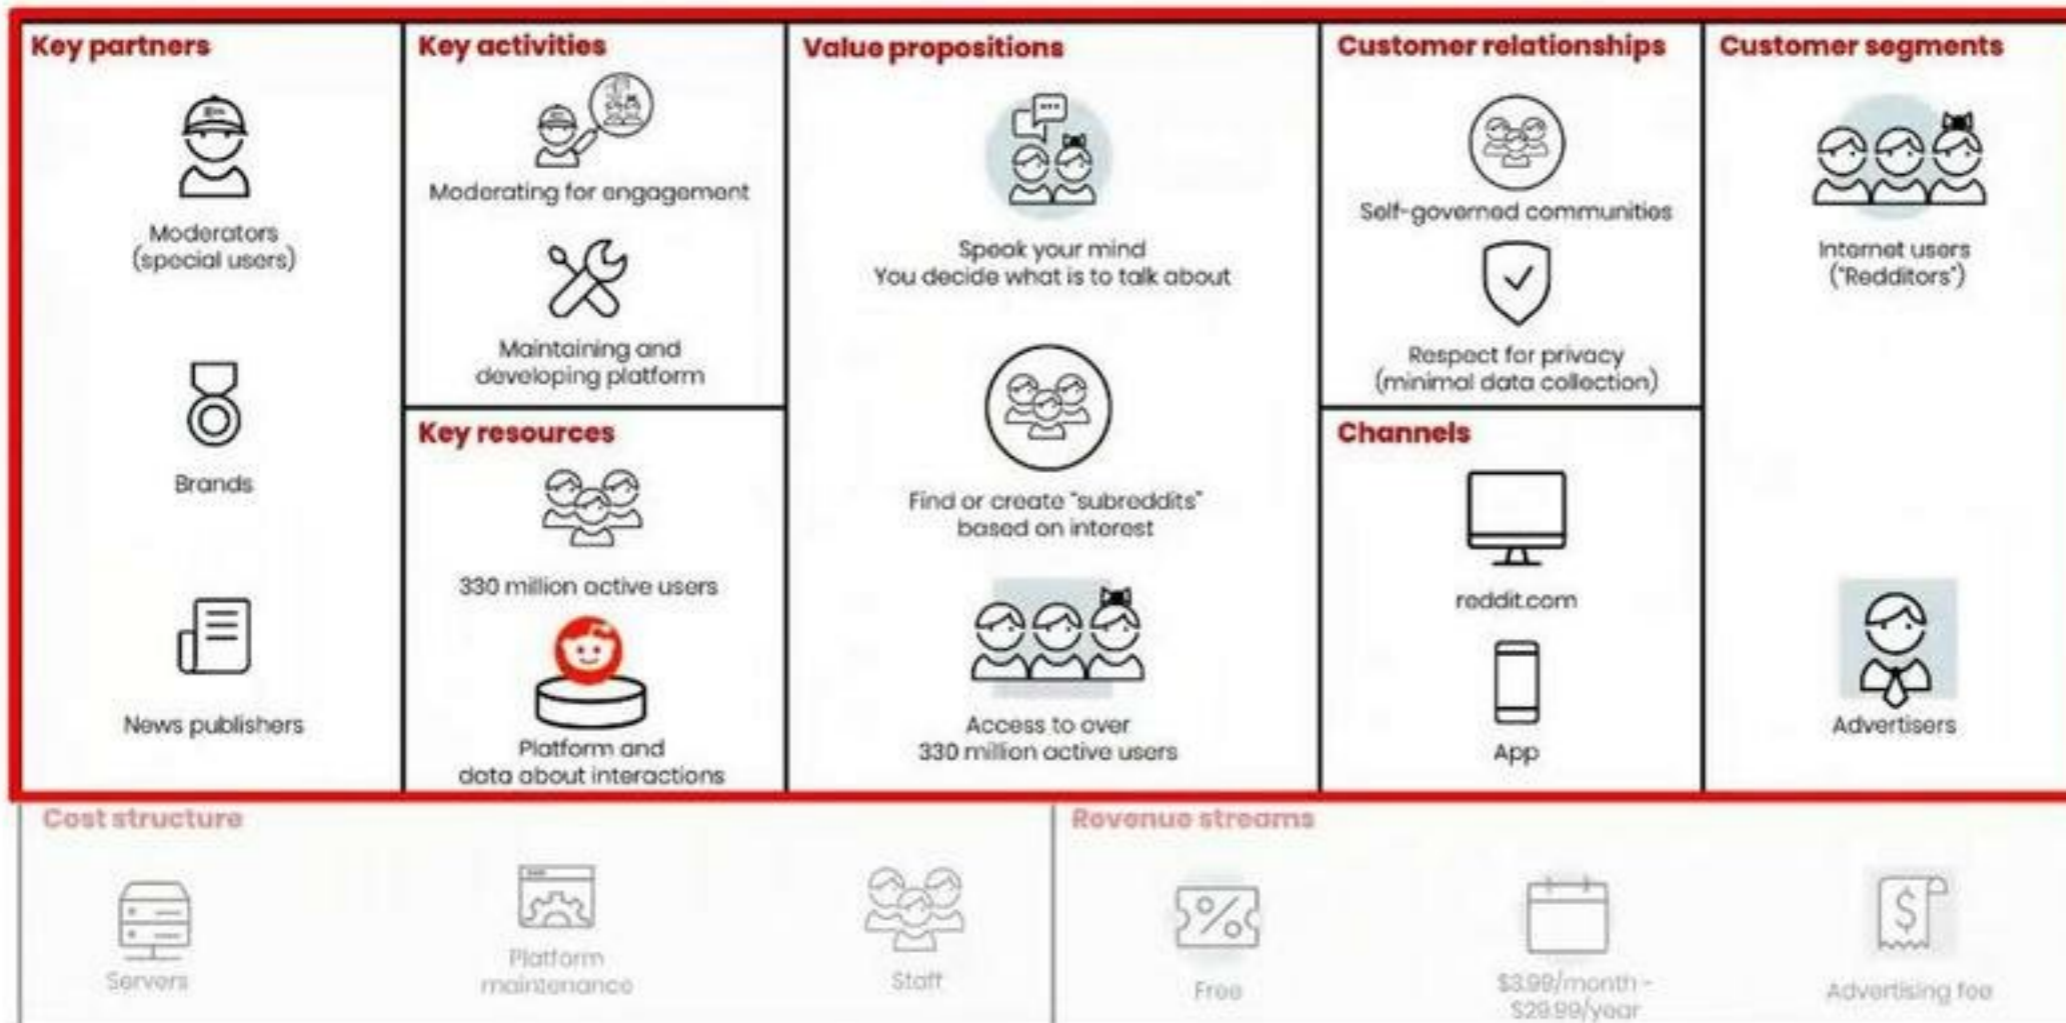 Key partners
Moderators
(special users)
Brands
News publishers
Key activities
Moderating for engagement
Maintaining and
developing platform
Key resources
330 million active users
Platform and
data about interactions
Value propositions
Speak your mind
You decide what is to talk about
Find or create "subreddits"
based on interest
Access to over
330 million active users
Customer relationships
Self-governed communities
Respect for privacy
(minimal data collection)
Channels
reddit.com
App
Customer segments
Internet users
("Redditors")
Advertisers
Cost structure
Servers
Platform
maintenance
Staff
Revenue streams
Free
$3.99/month -
$29.99/year
Advertising fee